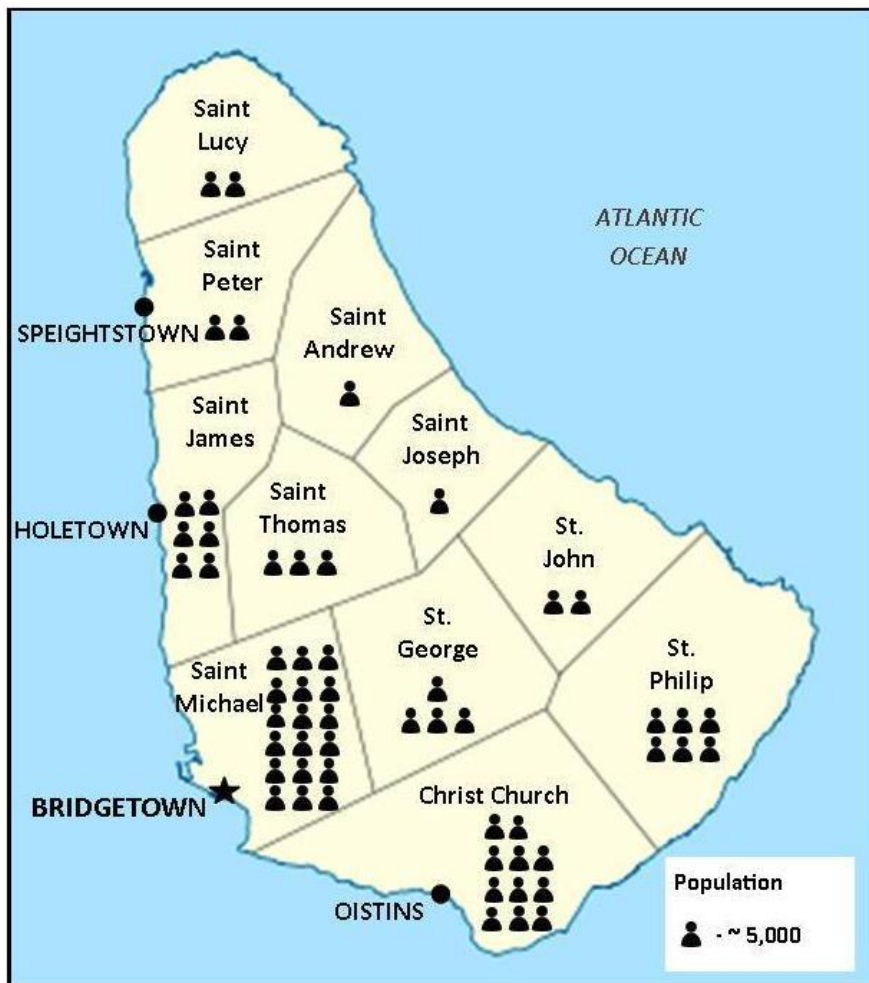 Saint
Lucy
ATLANTIC
OCEAN
Saint
Peter
SPEIGHTSTOWN
Saint
Andrew
Saint
James
Saint
Joseph
HOLETOWN
Saint
Thomas
St.
John
St.
George
Saint
Michael
St.
Philip
BRIDGETOWN
Christ Church
OISTINS
Population
- ~ 5,000